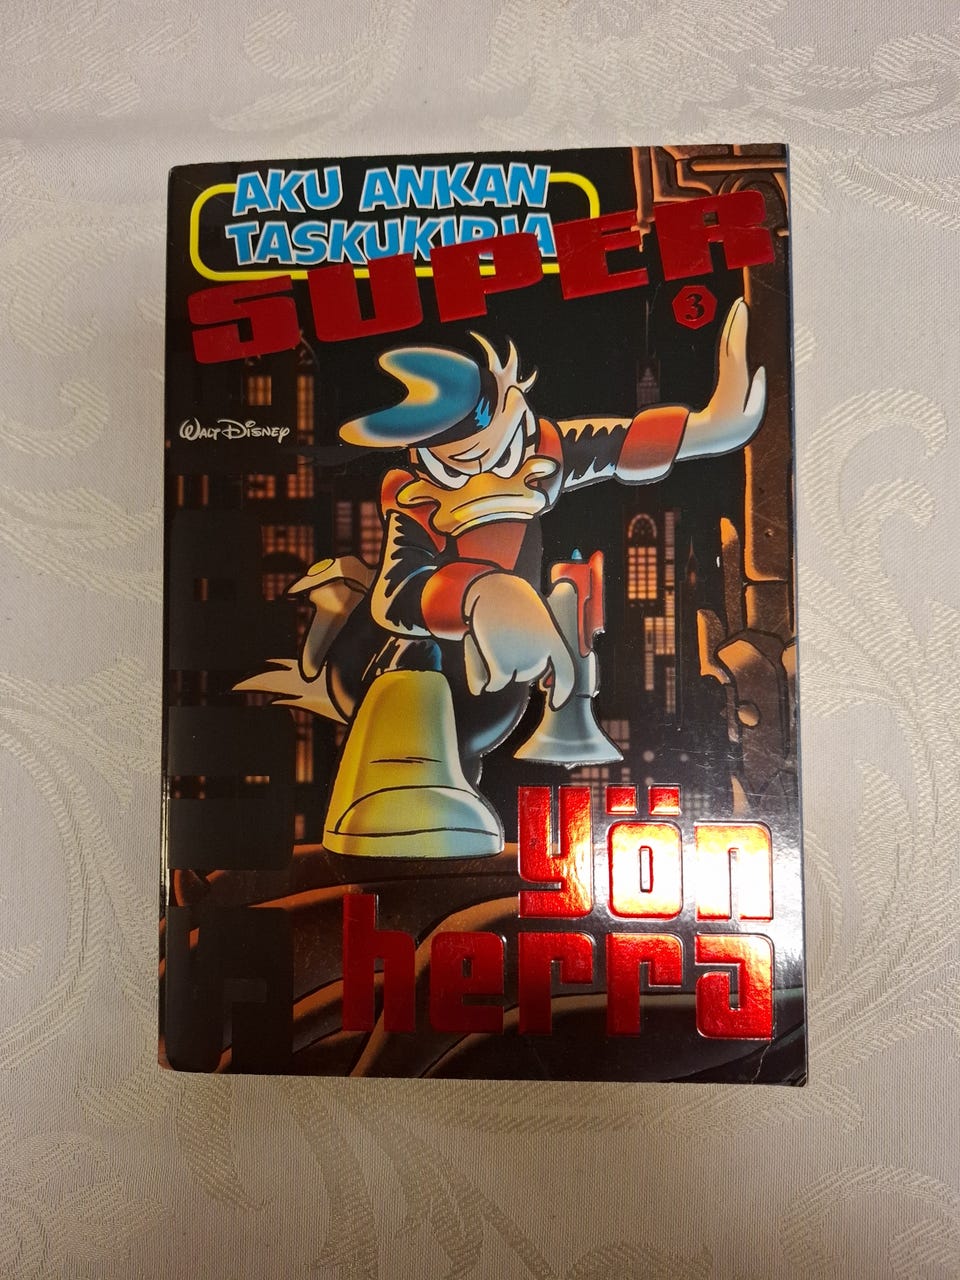 AKU ANKAN
TASKUKIRJA
SUPER
3
WALT DISNEY
yön
herra